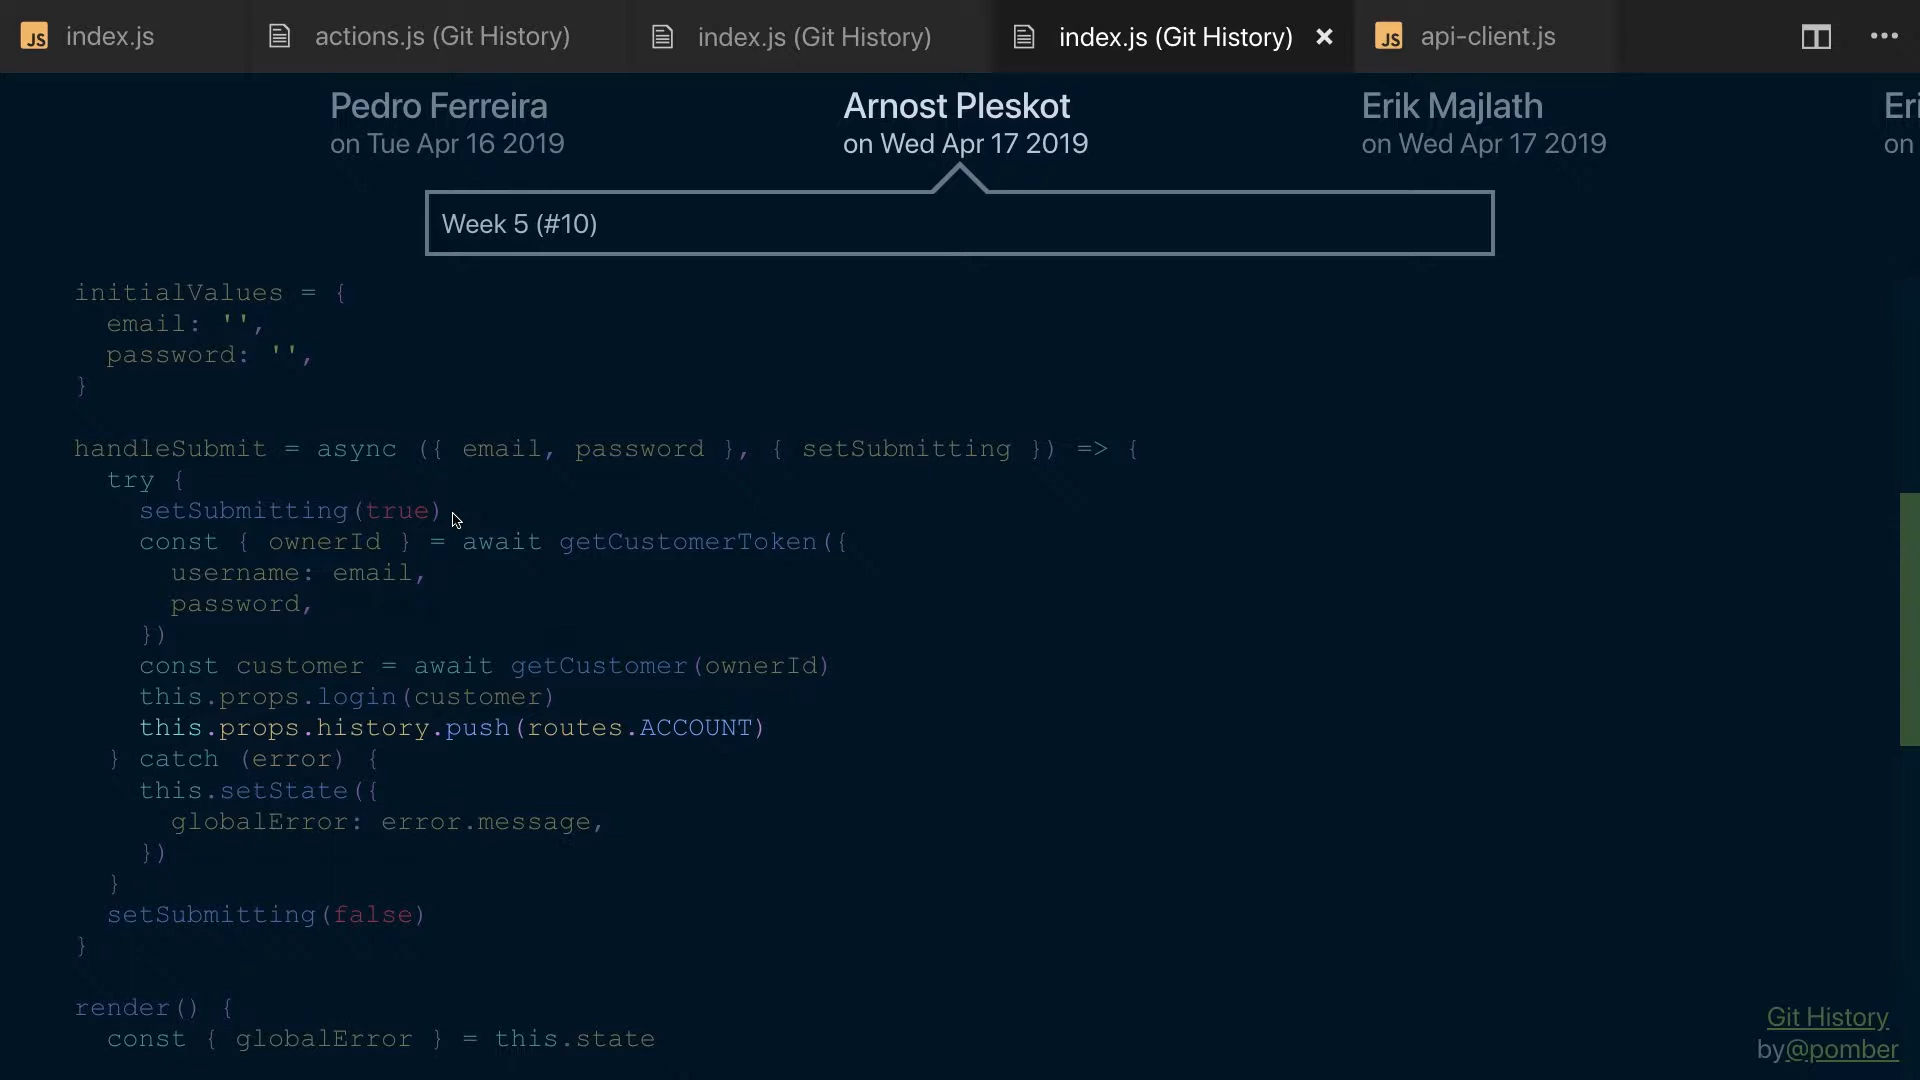 index.js
actions.js (Git History)
index.js (Git History)
index.js (Git History)
api-client.js
Pedro Ferreira
on Tue Apr 16 2019
Arnost Pleskot
on Wed Apr 17 2019
Erik Majlath
on Wed Apr 17 2019
Eri
on
Week 5 (#10)
initialValues = {
  email: '',
  password: '',
}
handleSubmit = async ({ email, password }, { setSubmitting }) => {
  try {
    setSubmitting(true)
    const { ownerId } = await getCustomerToken({
      username: email,
      password,
    })
    const customer = await getCustomer(ownerId)
    this.props.login(customer)
    this.props.history.push(routes.ACCOUNT)
  } catch (error) {
    this.setState({
      globalError: error.message,
    })
  }
  setSubmitting(false)
}
render() {
  const { globalError } = this.state
Git History
by@pomber